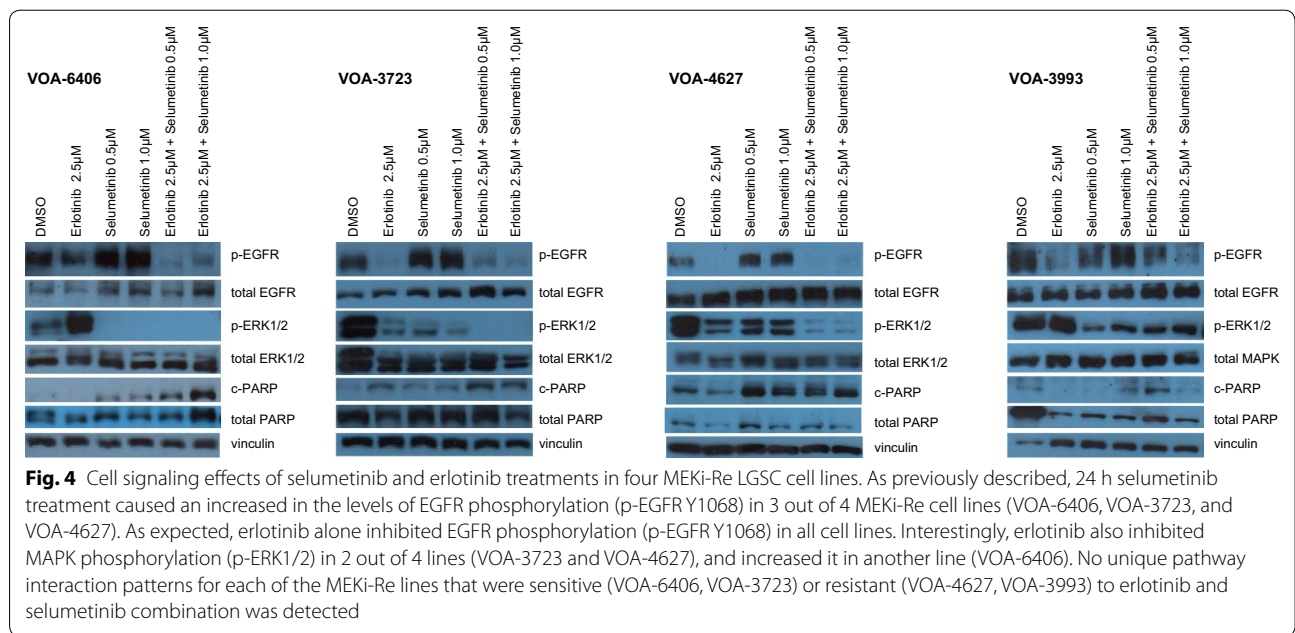 VOA-6406
DMSO
Erlotinib 2.5µM
Selumetinib 0.5µM
Selumetinib 1.0µM
Erlotinib 2.5µM + Selumetinib 0.5µM
Erlotinib 2.5µM + Selumetinib 1.0µM
p-EGFR
total EGFR
p-ERK1/2
total ERK1/2
c-PARP
total PARP
vinculin
VOA-3723
DMSO
Erlotinib 2.5µM
Selumetinib 0.5µM
Selumetinib 1.0µM
Erlotinib 2.5µM + Selumetinib 0.5µM
Erlotinib 2.5µM + Selumetinib 1.0µM
p-EGFR
total EGFR
p-ERK1/2
total ERK1/2
c-PARP
total PARP
vinculin
VOA-4627
DMSO
Erlotinib 2.5µM
Selumetinib 0.5µM
Selumetinib 1.0µM
Erlotinib 2.5µM + Selumetinib 0.5µM
Erlotinib 2.5µM + Selumetinib 1.0µM
p-EGFR
total EGFR
p-ERK1/2
total ERK1/2
c-PARP
total PARP
vinculin
VOA-3993
DMSO
Erlotinib 2.5µM
Selumetinib 0.5µM
Selumetinib 1.0µM
Erlotinib 2.5µM + Selumetinib 0.5µM
Erlotinib 2.5µM + Selumetinib 1.0µM
p-EGFR
total EGFR
p-ERK1/2
total MAPK
c-PARP
total PARP
vinculin
Fig. 4 Cell signaling effects of selumetinib and erlotinib treatments in four MEKi-Re LGSC cell lines. As previously described, 24 h selumetinib
treatment caused an increased in the levels of EGFR phosphorylation (p-EGFR Y1068) in 3 out of 4 MEKi-Re cell lines (VOA-6406, VOA-3723, and
VOA-4627). As expected, erlotinib alone inhibited EGFR phosphorylation (p-EGFR Y1068) in all cell lines. Interestingly, erlotinib also inhibited
MAPK phosphorylation (p-ERK1/2) in 2 out of 4 lines (VOA-3723 and VOA-4627), and increased it in another line (VOA-6406). No unique pathway
interaction patterns for each of the MEKi-Re lines that were sensitive (VOA-6406, VOA-3723) or resistant (VOA-4627, VOA-3993) to erlotinib and
selumetinib combination was detected